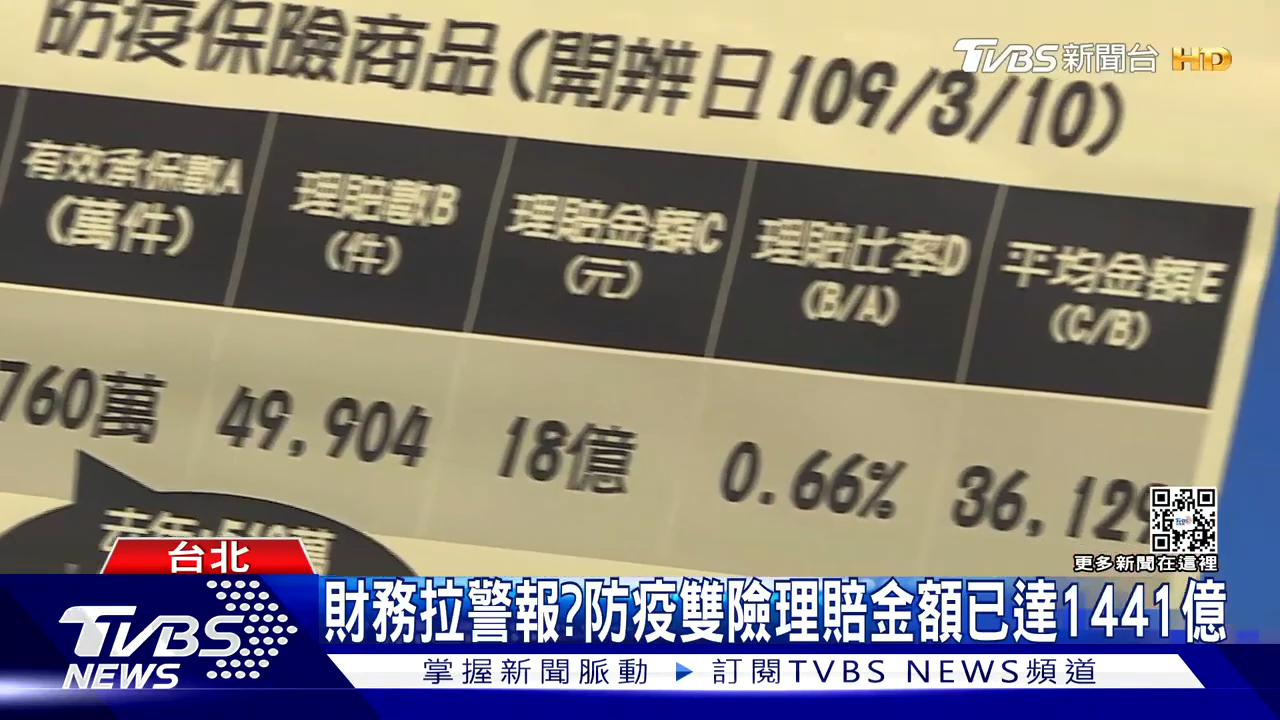 防疫保險商品(開辨日109/3/10)
TVBS新聞台 HD
有效承保數A
(萬件)
理賠數B
(件)
理賠金額C
(元)
理賠比率D
(B/A)
平均金額E
(C/B)
760萬
49,904
18億
0.66%
36,129
更多新聞在這裡
台北
財務拉警報?防疫雙險理賠金額已達1441億
TVBS
NEWS
掌握新聞脈動 ▶ 訂閱TVBS NEWS頻道